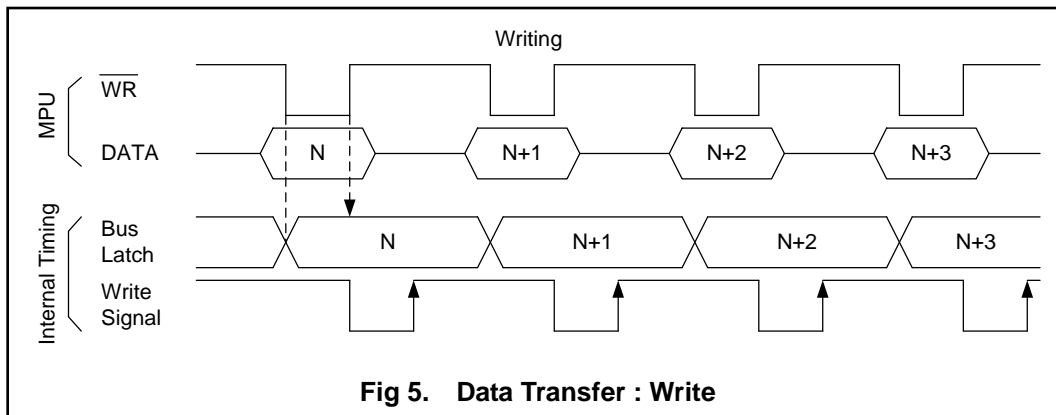 Writing
MPU
W̅R̅
DATA
N
N+1
N+2
N+3
Internal Timing
Bus
Latch
N
N+1
N+2
N+3
Write
Signal
Fig 5. Data Transfer : Write